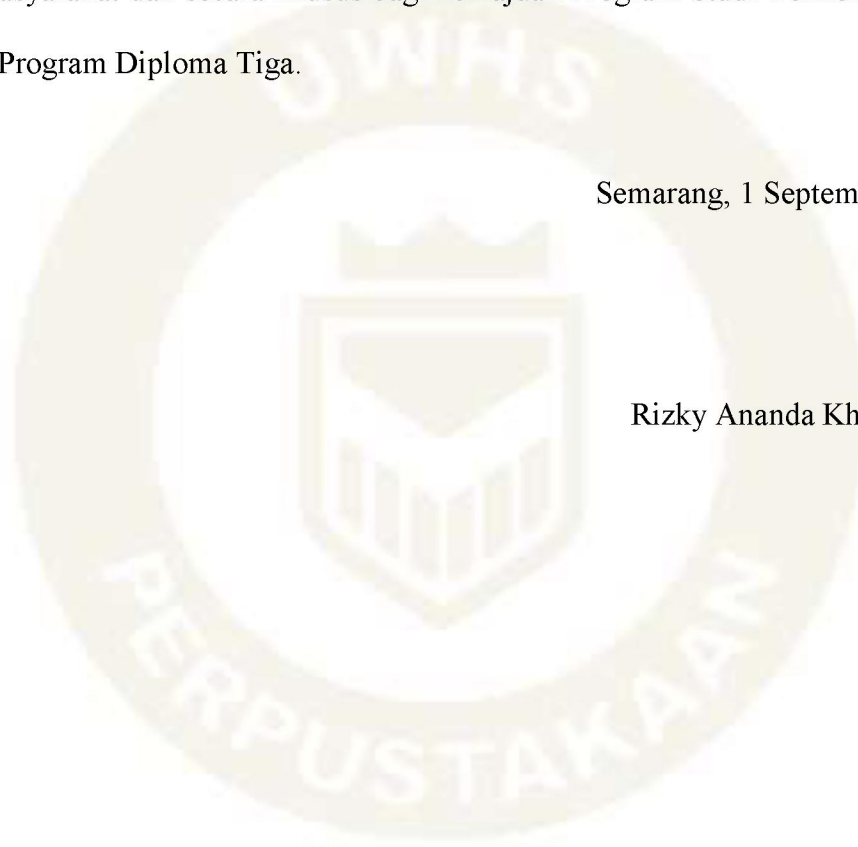 UWHS
Program Diploma Tiga.
Semarang, 1 Septem
Rizky Ananda Kh
PERPUSTAKAAN